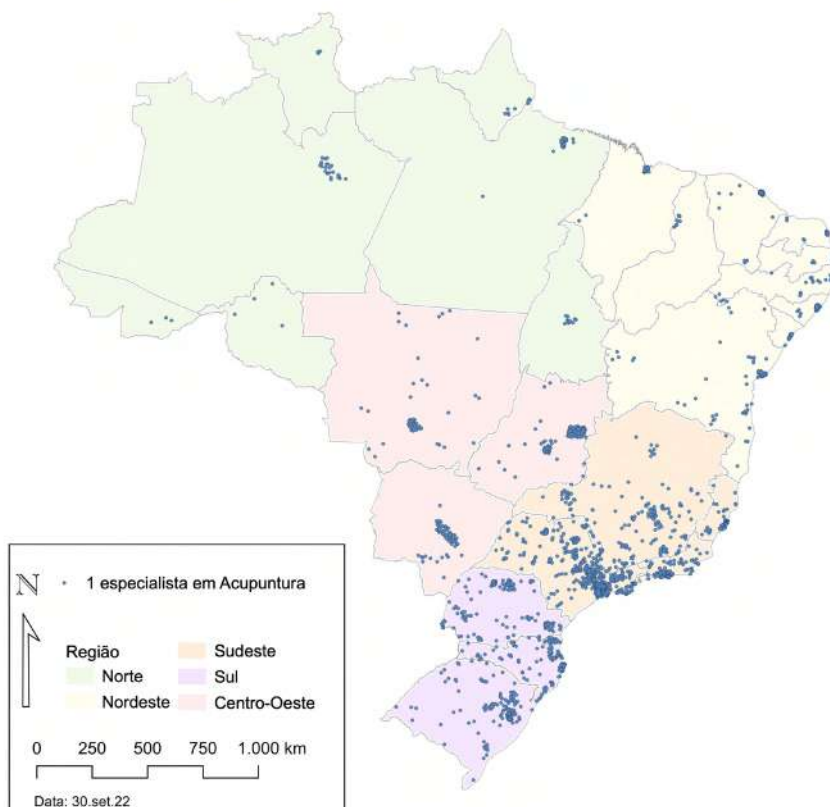 N
1 especialista em Acupuntura
Região
Norte
Nordeste
Sudeste
Sul
Centro-Oeste
0 250 500 750 1.000 km
Data: 30.set.22